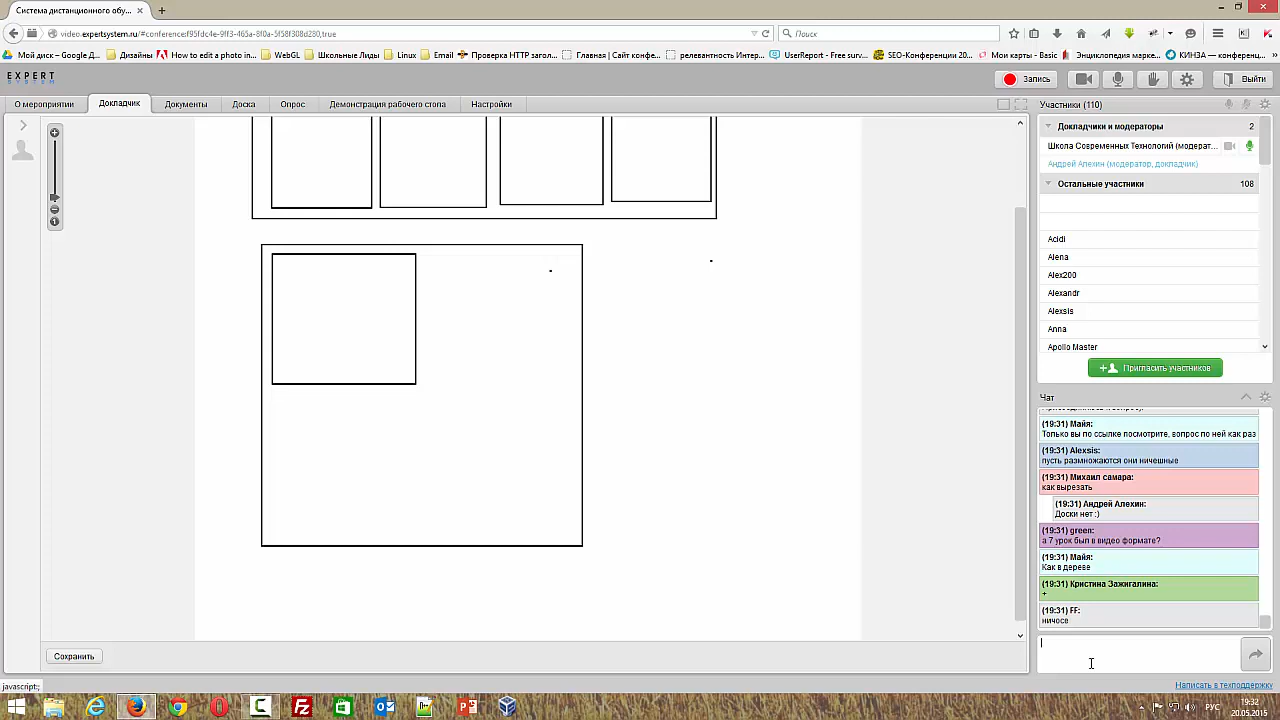 Система дистанционного обу...
video.expertsystem.ru/#conference:f95fdc4e-9ff3-465a-8f0a-5f58f308d280,true
Поиск
Мой диск - Google Д...
Дизайны
How to edit a photo in...
WebGL
Школьные Лиды
Linux
Email
Проверка HTTP загол...
Главная | Сайт конфе...
релевантность Интер...
UserReport - Free surv...
SEO-Конференции 20...
Мои карты - Basic
Энциклопедия марке...
КИНЗА — конференц...
EXPERT
SYSTEM
Запись
Выйти
О мероприятии
Докладчик
Документы
Доска
Опрос
Демонстрация рабочего стола
Настройки
Участники (110)
Докладчики и модераторы
2
Школа Современных Технологий (модерат...
Андрей Алехин (модератор, докладчик)
Остальные участники
108
Acidi
Alena
Alex200
Alexandr
Alexsis
Anna
Apollo Master
Пригласить участников
Чат
(19:31) Майя:
Только вы по ссылке посмотрите, вопрос по ней как раз
(19:31) Alexsis:
пусть размножаются они ничешные
(19:31) Михаил самара:
как вырезать
(19:31) Андрей Алехин:
Доски нет :)
(19:31) green:
а 7 урок был в видео формате?
(19:31) Майя:
Как в дереве
(19:31) Кристина Зажигалина:
+
(19:31) FF:
ничосе
Сохранить
Написать в техподдержку
javascript:;
РУС
19:32
20.05.2015